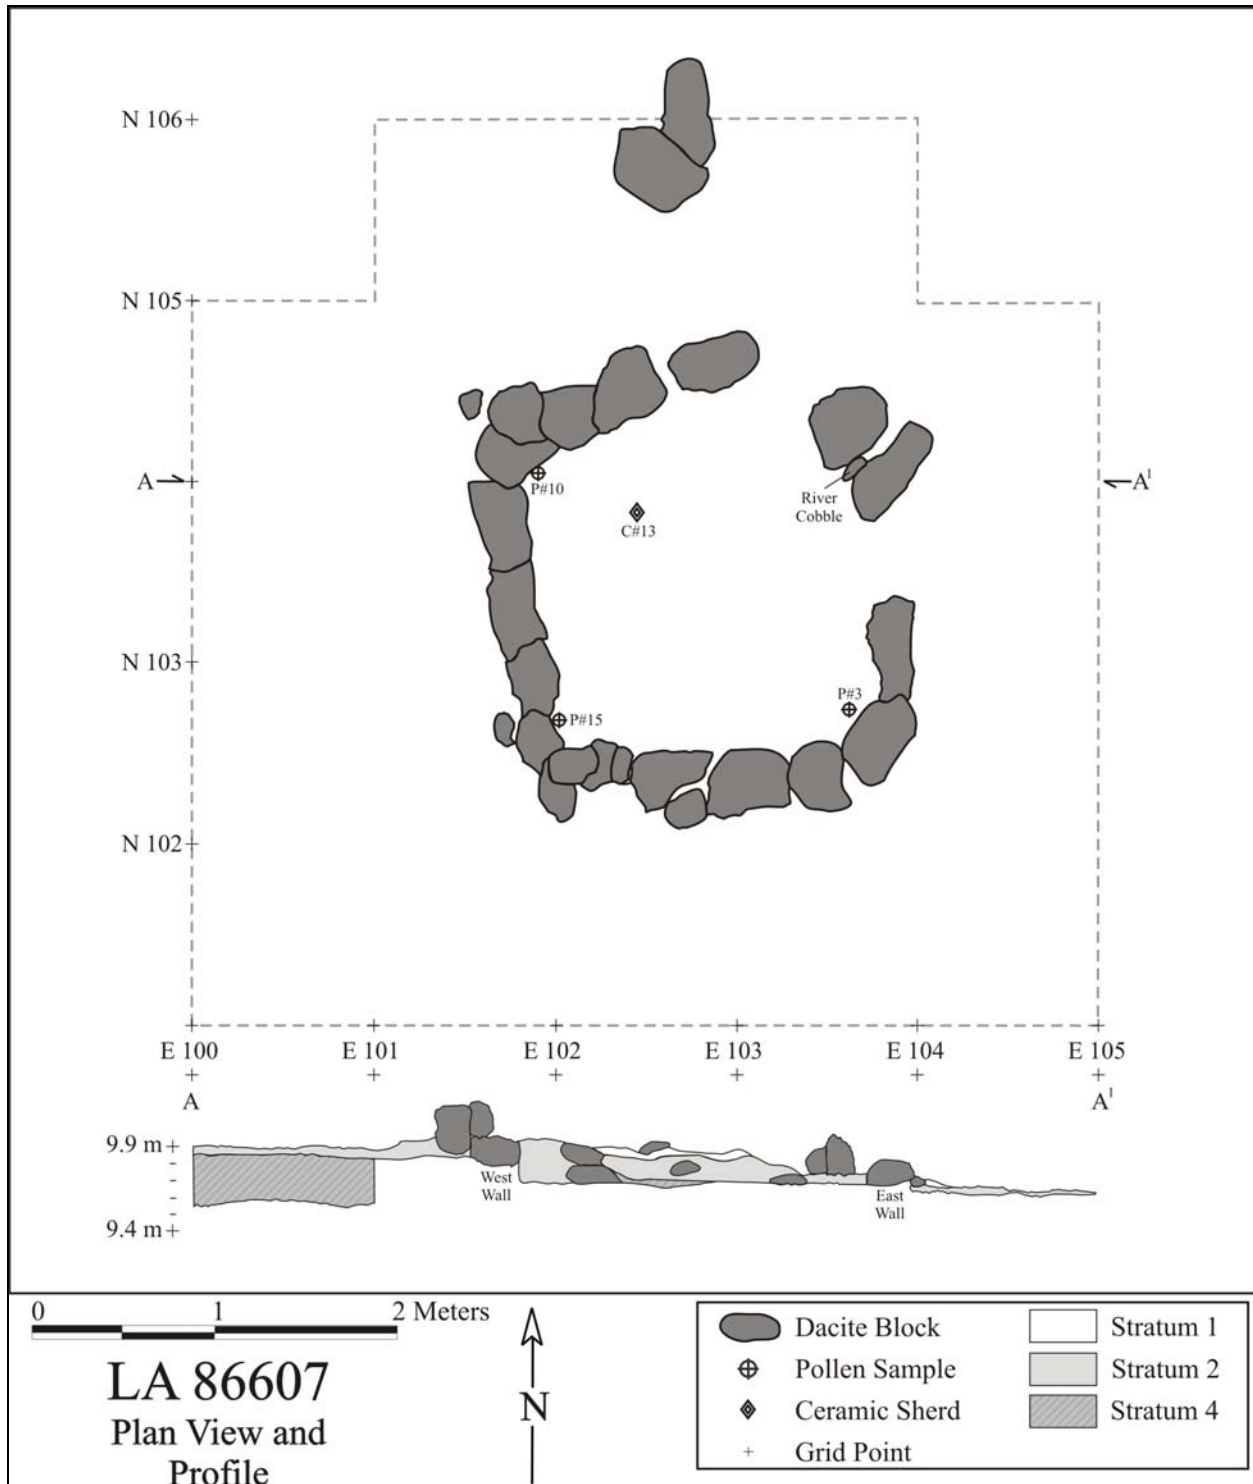 N 106
N 105
A
A¹
P#10
C#13
River
Cobble
N 103
P#3
P#15
N 102
E 100
E 101
E 102
E 103
E 104
E 105
A
A¹
9.9 m
West
Wall
East
Wall
9.4 m
0 1 2 Meters
LA 86607
Plan View and
Profile
N
Dacite Block
Pollen Sample
Ceramic Sherd
Grid Point
Stratum 1
Stratum 2
Stratum 4